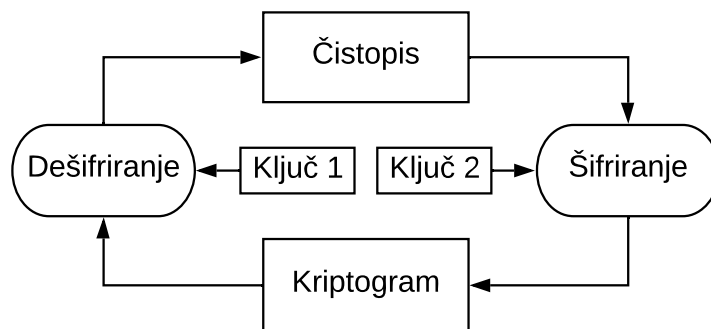 Čistopis
Dešifriranje
Ključ 1
Ključ 2
Šifriranje
Kriptogram